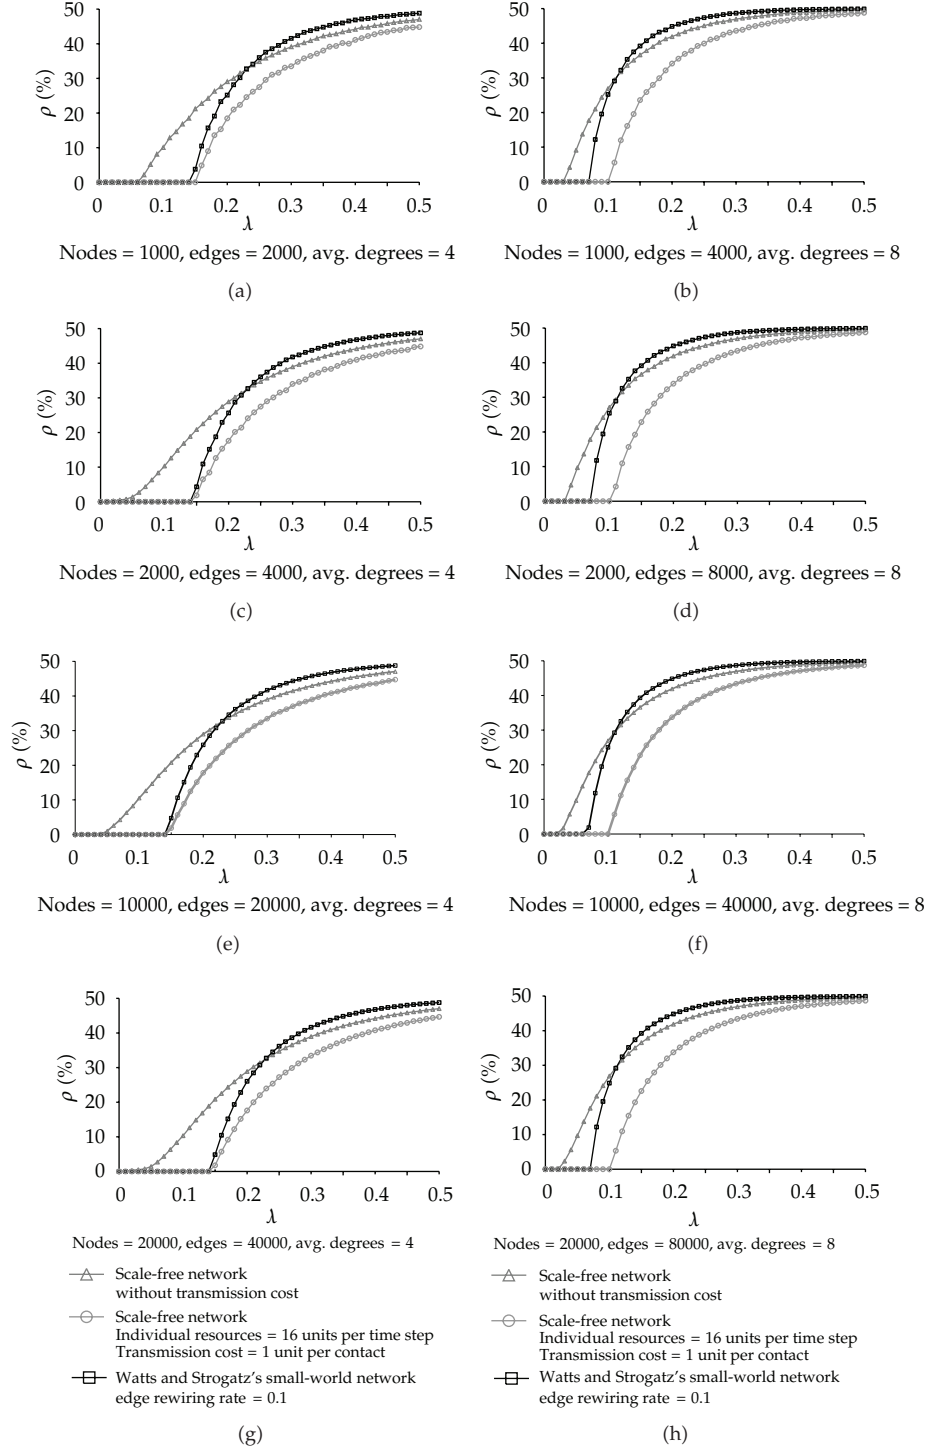 50
40
30
20
10
0
ρ (%)
0 0.1 0.2 0.3 0.4 0.5
λ
Nodes = 1000, edges = 2000, avg. degrees = 4
(a)
50
40
30
20
10
0
ρ (%)
0 0.1 0.2 0.3 0.4 0.5
λ
Nodes = 1000, edges = 4000, avg. degrees = 8
(b)
50
40
30
20
10
0
ρ (%)
0 0.1 0.2 0.3 0.4 0.5
λ
Nodes = 2000, edges = 4000, avg. degrees = 4
(c)
50
40
30
20
10
0
ρ (%)
0 0.1 0.2 0.3 0.4 0.5
λ
Nodes = 2000, edges = 8000, avg. degrees = 8
(d)
50
40
30
20
10
0
ρ (%)
0 0.1 0.2 0.3 0.4 0.5
λ
Nodes = 10000, edges = 20000, avg. degrees = 4
(e)
50
40
30
20
10
0
ρ (%)
0 0.1 0.2 0.3 0.4 0.5
λ
Nodes = 10000, edges = 40000, avg. degrees = 8
(f)
50
40
30
20
10
0
ρ (%)
0 0.1 0.2 0.3 0.4 0.5
λ
Nodes = 20000, edges = 40000, avg. degrees = 4
Scale-free network
without transmission cost
Scale-free network
Individual resources = 16 units per time step
Transmission cost = 1 unit per contact
Watts and Strogatz's small-world network
edge rewiring rate = 0.1
(g)
50
40
30
20
10
0
ρ (%)
0 0.1 0.2 0.3 0.4 0.5
λ
Nodes = 20000, edges = 80000, avg. degrees = 8
Scale-free network
without transmission cost
Scale-free network
Individual resources = 16 units per time step
Transmission cost = 1 unit per contact
Watts and Strogatz's small-world network
edge rewiring rate = 0.1
(h)